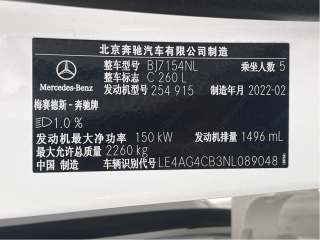 北京奔驰汽车有限公司制造
整车型号 BJ7154NL 乘坐人数 5
整车标志 C 260 L
发动机型号 254 915 制造年月 2022-02
Mercedes-Benz
梅赛德斯-奔驰牌
1.0 %
发动机最大净功率 150 kW 发动机排量 1496 mL
最大允许总质量 2260 kg
中国 制造 车辆识别代号 LE4AG4CB3NL089048